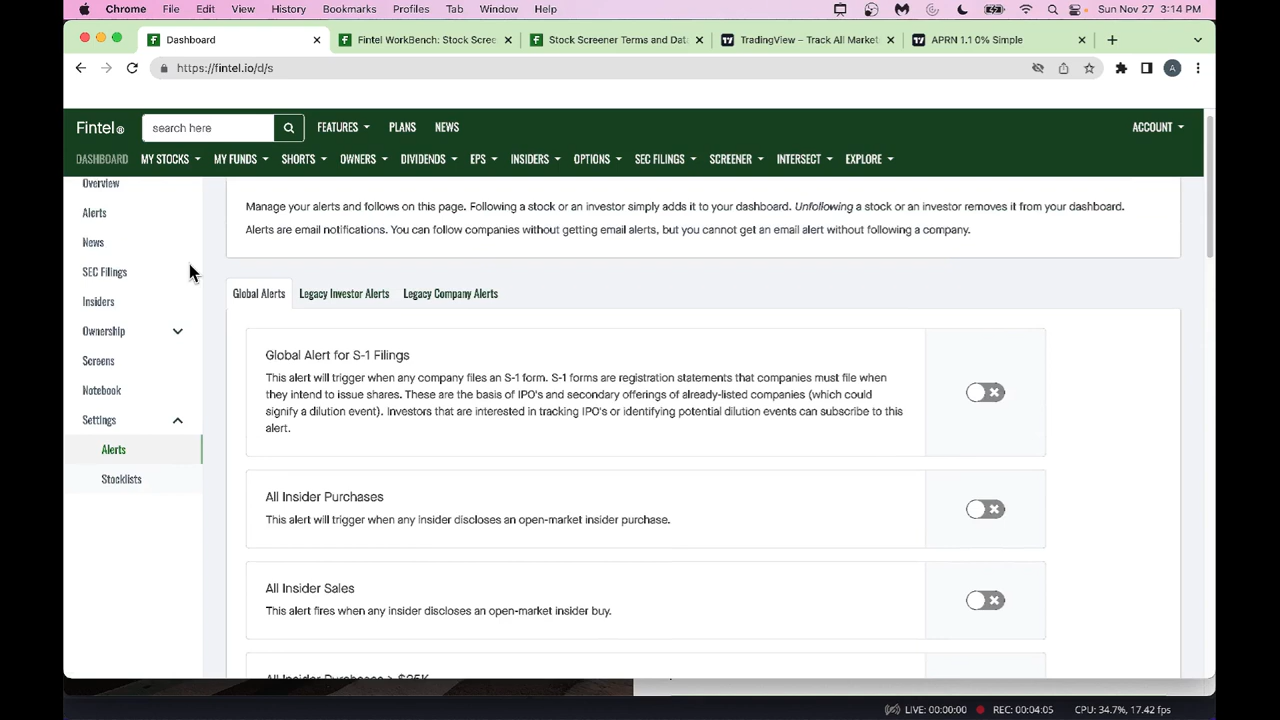 Chrome File Edit View History Bookmarks Profiles Tab Window Help Sun Nov 27 3:14 PM
Dashboard Fintel WorkBench: Stock Scree Stock Screener Terms and Dat TradingView – Track All Market APRN 1.1 0% Simple
https://fintel.io/d/s A
Fintel® search here FEATURES PLANS NEWS ACCOUNT
DASHBOARD MY STOCKS MY FUNDS SHORTS OWNERS DIVIDENDS EPS INSIDERS OPTIONS SEC FILINGS SCREENER INTERSECT EXPLORE
Overview
Alerts
News
SEC Filings
Insiders
Ownership
Screens
Notebook
Settings
Alerts
Stocklists
Manage your alerts and follows on this page. Following a stock or an investor simply adds it to your dashboard. Unfollowing a stock or an investor removes it from your dashboard.
Alerts are email notifications. You can follow companies without getting email alerts, but you cannot get an email alert without following a company.
Global Alerts Legacy Investor Alerts Legacy Company Alerts
Global Alert for S-1 Filings
This alert will trigger when any company files an S-1 form. S-1 forms are registration statements that companies must file when
they intend to issue shares. These are the basis of IPO's and secondary offerings of already-listed companies (which could
signify a dilution event). Investors that are interested in tracking IPO's or identifying potential dilution events can subscribe to this
alert.
All Insider Purchases
This alert will trigger when any insider discloses an open-market insider purchase.
All Insider Sales
This alert fires when any insider discloses an open-market insider buy.
All Insider Purchases > $25K
LIVE: 00:00:00 REC: 00:04:05 CPU: 34.7%, 17.42 fps